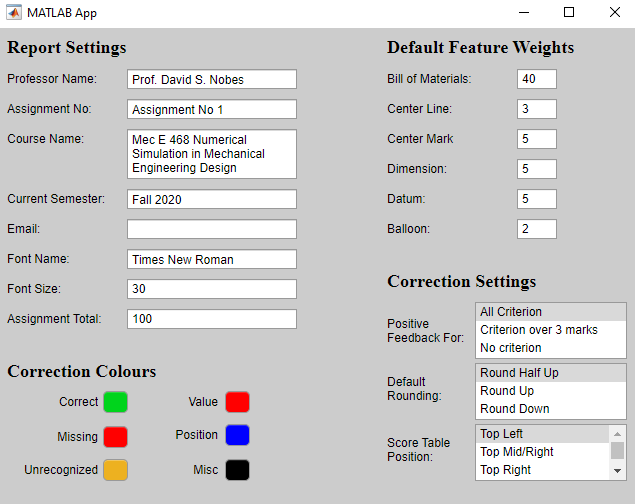 MATLAB App
Report Settings
Professor Name: Prof. David S. Nobes
Assignment No: Assignment No 1
Course Name: Mec E 468 Numerical
Simulation in Mechanical
Engineering Design
Current Semester: Fall 2020
Email:
Font Name: Times New Roman
Font Size: 30
Assignment Total: 100
Correction Colours
Correct Value
Missing Position
Unrecognized Misc
Default Feature Weights
Bill of Materials: 40
Center Line: 3
Center Mark 5
Dimension: 5
Datum: 5
Balloon: 2
Correction Settings
Positive
Feedback For:
All Criterion
Criterion over 3 marks
No criterion
Default
Rounding:
Round Half Up
Round Up
Round Down
Score Table
Position:
Top Left
Top Mid/Right
Top Right